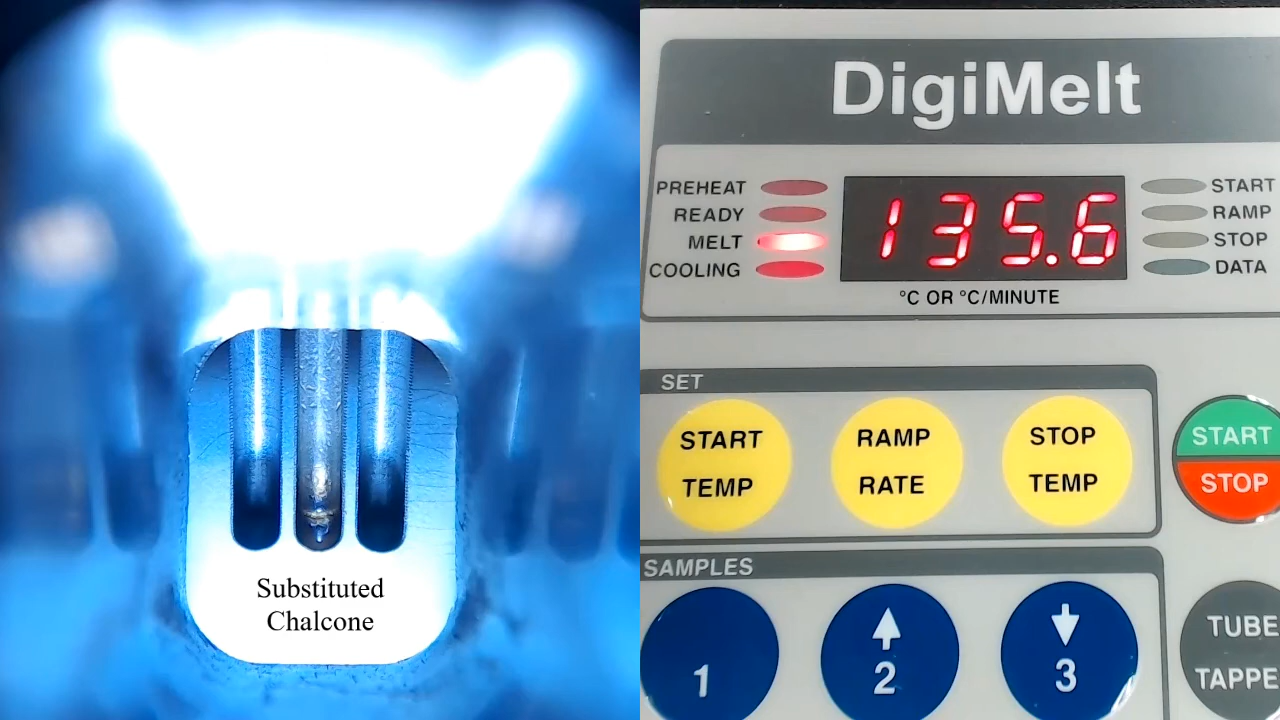 Substituted
Chalcone
DigiMelt
PREHEAT
READY
MELT
COOLING
135.6
START
RAMP
STOP
DATA
°C OR °C/MINUTE
SET
START
TEMP
RAMP
RATE
STOP
TEMP
START
STOP
SAMPLES
1
2
3
TUBE
TAPPE